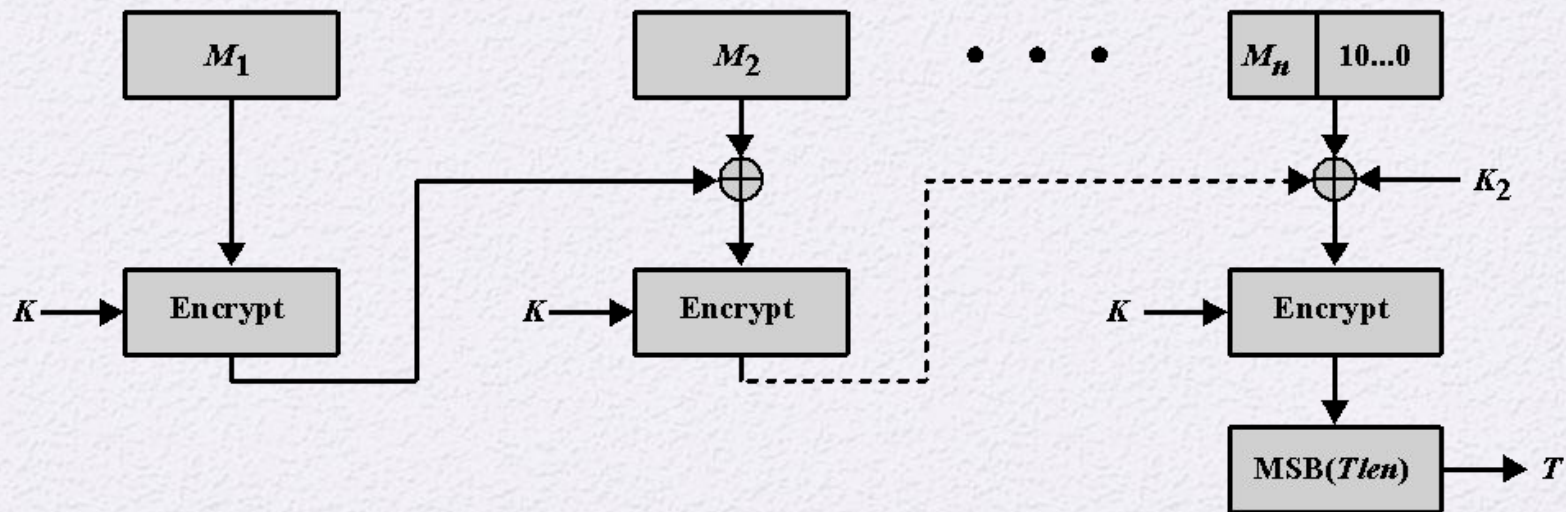 M1 M2 • • • Mn 10...0
K2
K Encrypt K Encrypt K Encrypt
MSB(Tlen) T